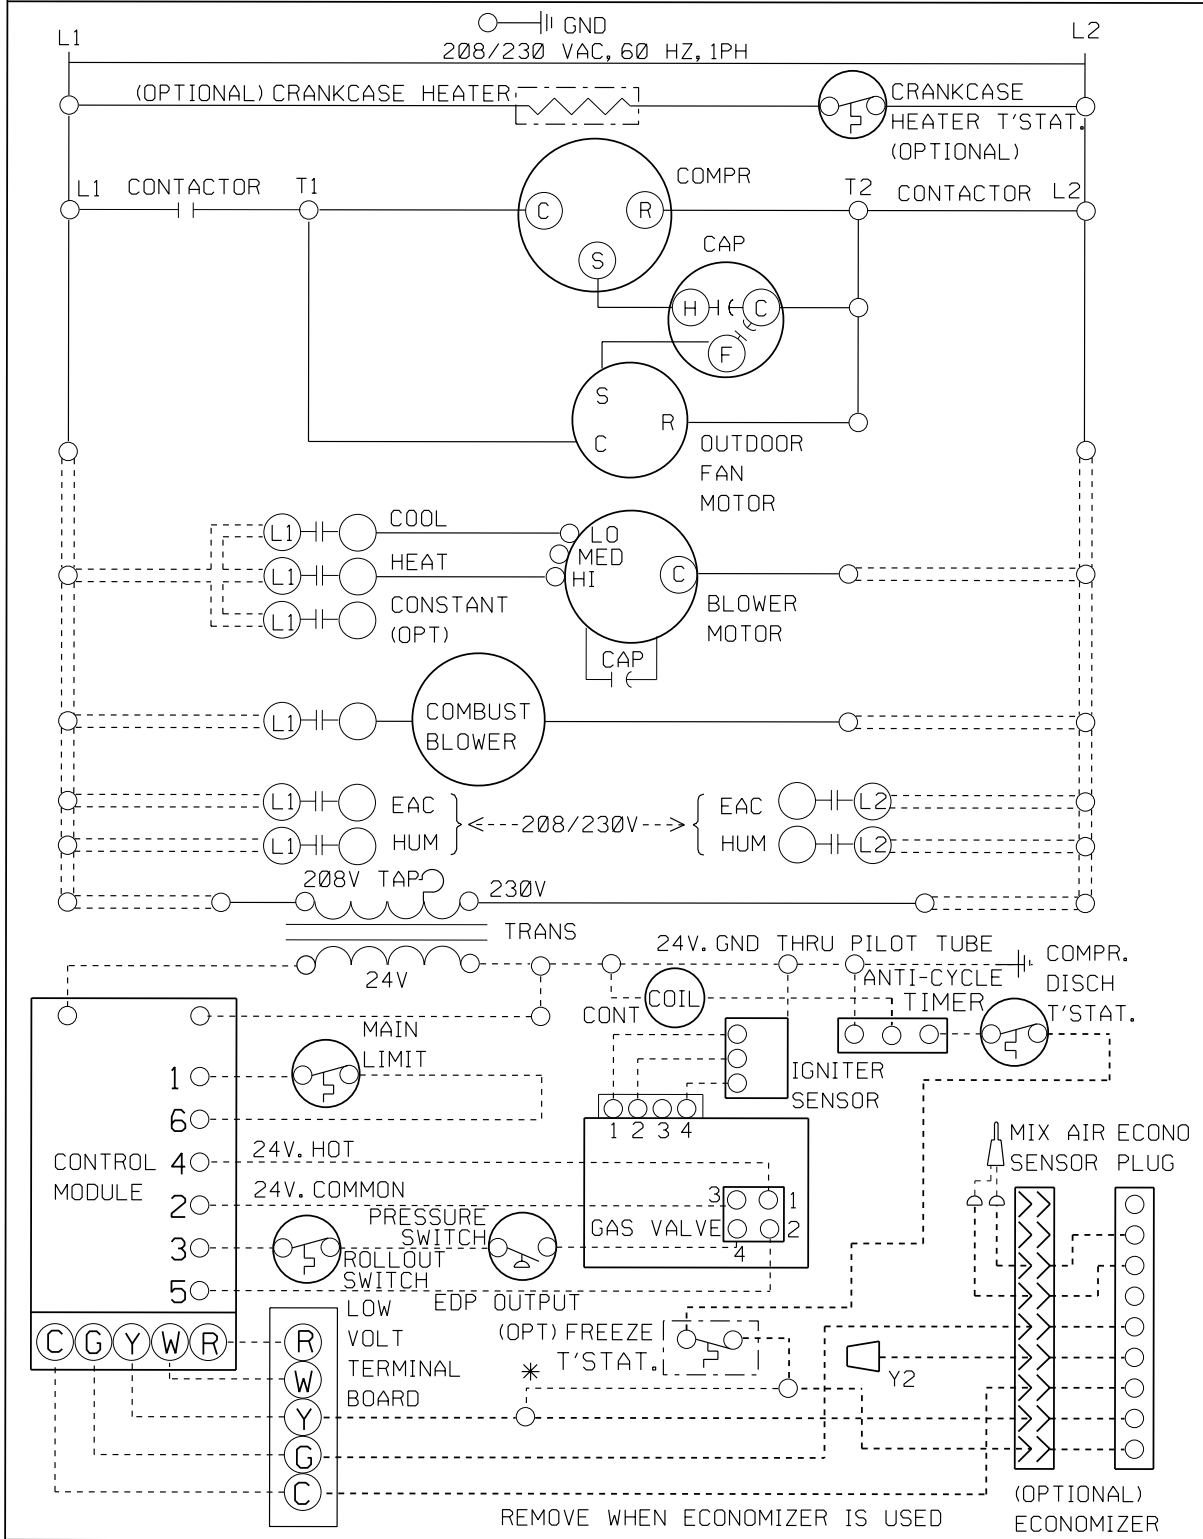 GND
L1
L2
208/230 VAC, 60 HZ, 1PH
(OPTIONAL) CRANKCASE HEATER
CRANKCASE
HEATER T'STAT.
(OPTIONAL)
L1 CONTACTOR T1
COMPR
T2 CONTACTOR L2
C R
S
CAP
H C
F
S
R
C
OUTDOOR
FAN
MOTOR
L1 COOL LO
MED
L1 HEAT HI C
L1 CONSTANT
(OPT)
BLOWER
MOTOR
CAP
L1 COMBUST
BLOWER
L1 EAC
L1 HUM
208/230V
EAC L2
HUM L2
208V TAP 230V
TRANS
24V
24V. GND THRU PILOT TUBE
COMPR.
DISCH
T'STAT.
ANTI-CYCLE
TIMER
CONT COIL
MAIN
LIMIT
IGNITER
SENSOR
1
6
4
2
3
5
CONTROL
MODULE
24V. HOT
24V. COMMON
1 2 3 4
3 1
GAS VALVE 2
4
PRESSURE
SWITCH
ROLLOUT
SWITCH
EDP OUTPUT
MIX AIR
SENSOR
ECONO
PLUG
C G Y W R
LOW
VOLT
TERMINAL
BOARD
R
W
Y
G
C
(OPT) FREEZE
T'STAT.
*
Y2
REMOVE WHEN ECONOMIZER IS USED
(OPTIONAL)
ECONOMIZER